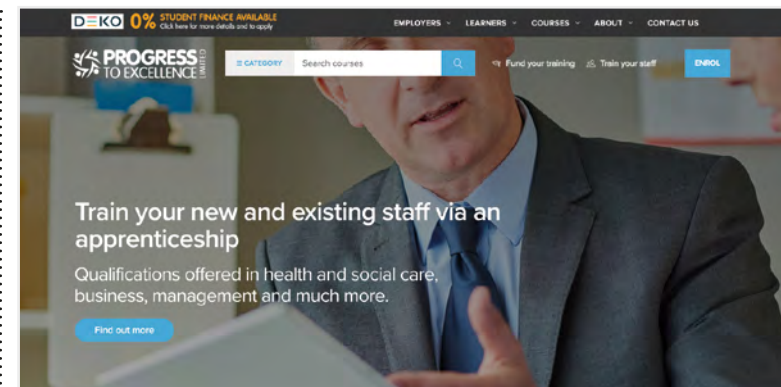 DEKO 0% STUDENT FINANCE AVAILABLE
Click here for more details and to apply
EMPLOYERS LEARNERS COURSES ABOUT CONTACT US
PROGRESS
TO EXCELLENCE
LIMITED
CATEGORY Search courses Fund your training Train your staff ENROL
Train your new and existing staff via an
apprenticeship
Qualifications offered in health and social care,
business, management and much more.
Find out more